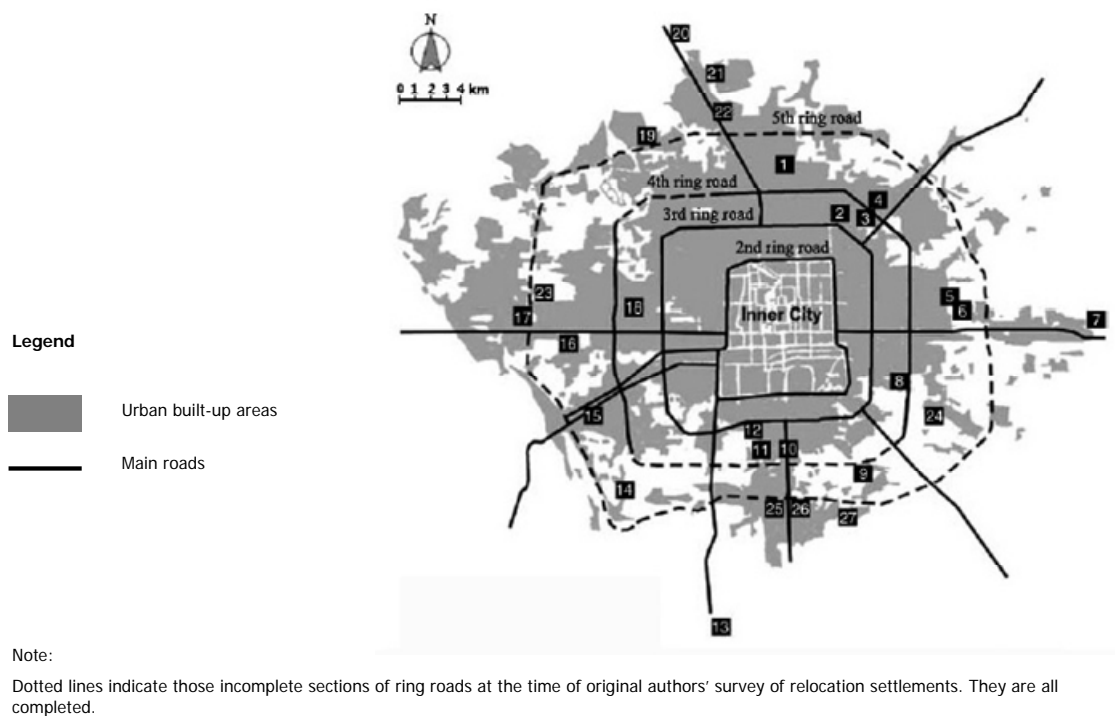 N
0 1 2 3 4 km
20
21
22
5th ring road
19
1
4th ring road
4
2
3
3rd ring road
2nd ring road
23
5
6
18
Inner City
17
7
Legend
16
8
Urban built-up areas
15
24
12
11
10
Main roads
9
14
25
26
27
13
Note:
Dotted lines indicate those incomplete sections of ring roads at the time of original authors' survey of relocation settlements. They are all
completed.